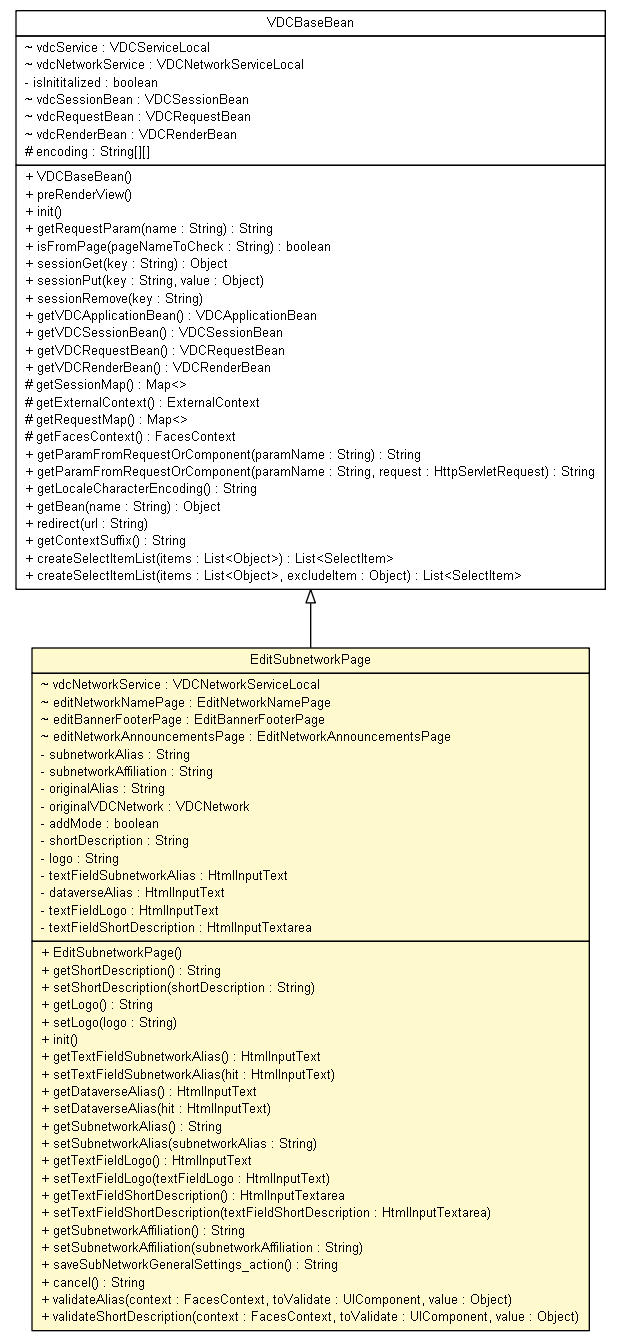 VDCBaseBean
~ vdcService : VDCServiceLocal
~ vdcNetworkService : VDCNetworkServiceLocal
- isInititalized : boolean
~ vdcSessionBean : VDCSessionBean
~ vdcRequestBean : VDCRequestBean
~ vdcRenderBean : VDCRenderBean
# encoding : String[][]
+ VDCBaseBean()
+ preRenderView()
+ init()
+ getRequestParam(name : String) : String
+ isFromPage(pageNameToCheck : String) : boolean
+ sessionGet(key : String) : Object
+ sessionPut(key : String, value : Object)
+ sessionRemove(key : String)
+ getVDCApplicationBean() : VDCApplicationBean
+ getVDCSessionBean() : VDCSessionBean
+ getVDCRequestBean() : VDCRequestBean
+ getVDCRenderBean() : VDCRenderBean
# getSessionMap() : Map<>
# getExternalContext() : ExternalContext
# getRequestMap() : Map<>
# getFacesContext() : FacesContext
+ getParamFromRequestOrComponent(paramName : String) : String
+ getParamFromRequestOrComponent(paramName : String, request : HttpServletRequest) : String
+ getLocaleCharacterEncoding() : String
+ getBean(name : String) : Object
+ redirect(url : String)
+ getContextSuffix() : String
+ createSelectItemList(items : List<Object>) : List<SelectItem>
+ createSelectItemList(items : List<Object>, excludeItem : Object) : List<SelectItem>
EditSubnetworkPage
~ vdcNetworkService : VDCNetworkServiceLocal
~ editNetworkNamePage : EditNetworkNamePage
~ editBannerFooterPage : EditBannerFooterPage
~ editNetworkAnnouncementsPage : EditNetworkAnnouncementsPage
- subnetworkAlias : String
- subnetworkAffiliation : String
- originalAlias : String
- originalVDCNetwork : VDCNetwork
- addMode : boolean
- shortDescription : String
- logo : String
- textFieldSubnetworkAlias : HtmlInputText
- dataverseAlias : HtmlInputText
- textFieldLogo : HtmlInputText
- textFieldShortDescription : HtmlInputTextarea
+ EditSubnetworkPage()
+ getShortDescription() : String
+ setShortDescription(shortDescription : String)
+ getLogo() : String
+ setLogo(logo : String)
+ init()
+ getTextFieldSubnetworkAlias() : HtmlInputText
+ setTextFieldSubnetworkAlias(hit : HtmlInputText)
+ getDataverseAlias() : HtmlInputText
+ setDataverseAlias(hit : HtmlInputText)
+ getSubnetworkAlias() : String
+ setSubnetworkAlias(subnetworkAlias : String)
+ getTextFieldLogo() : HtmlInputText
+ setTextFieldLogo(textFieldLogo : HtmlInputText)
+ getTextFieldShortDescription() : HtmlInputTextarea
+ setTextFieldShortDescription(textFieldShortDescription : HtmlInputTextarea)
+ getSubnetworkAffiliation() : String
+ setSubnetworkAffiliation(subnetworkAffiliation : String)
+ saveSubNetworkGeneralSettings_action() : String
+ cancel() : String
+ validateAlias(context : FacesContext, toValidate : UIComponent, value : Object)
+ validateShortDescription(context : FacesContext, toValidate : UIComponent, value : Object)